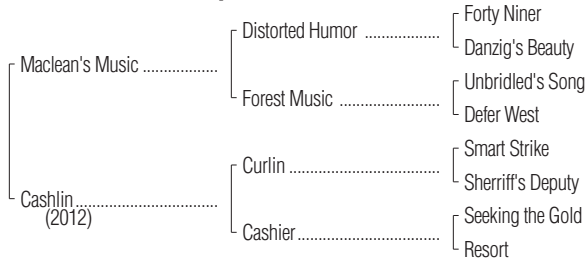 Forty Niner
Distorted Humor ..................
Danzig's Beauty
Maclean's Music ..................
Unbridled's Song
Forest Music ........................
Defer West
Smart Strike
Curlin ..................................
Sherriff's Deputy
Cashlin..................................
(2012)
Seeking the Gold
Cashier..................................
Resort